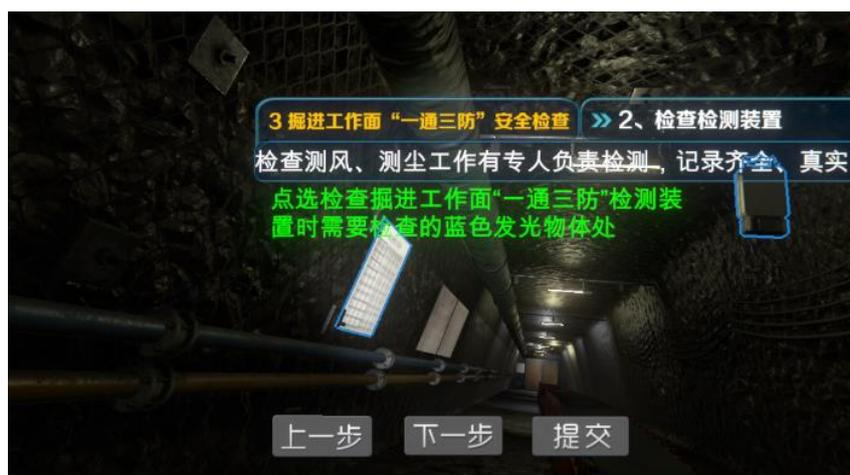 3 掘进工作面 “一通三防” 安全检查 >> 2、检查检测装置
检查测风、测尘工作有专人负责检测，记录齐全、真实
点选检查掘进工作面“一通三防”检测装
置时需要检查的蓝色发光物体处
上一步 下一步 提交